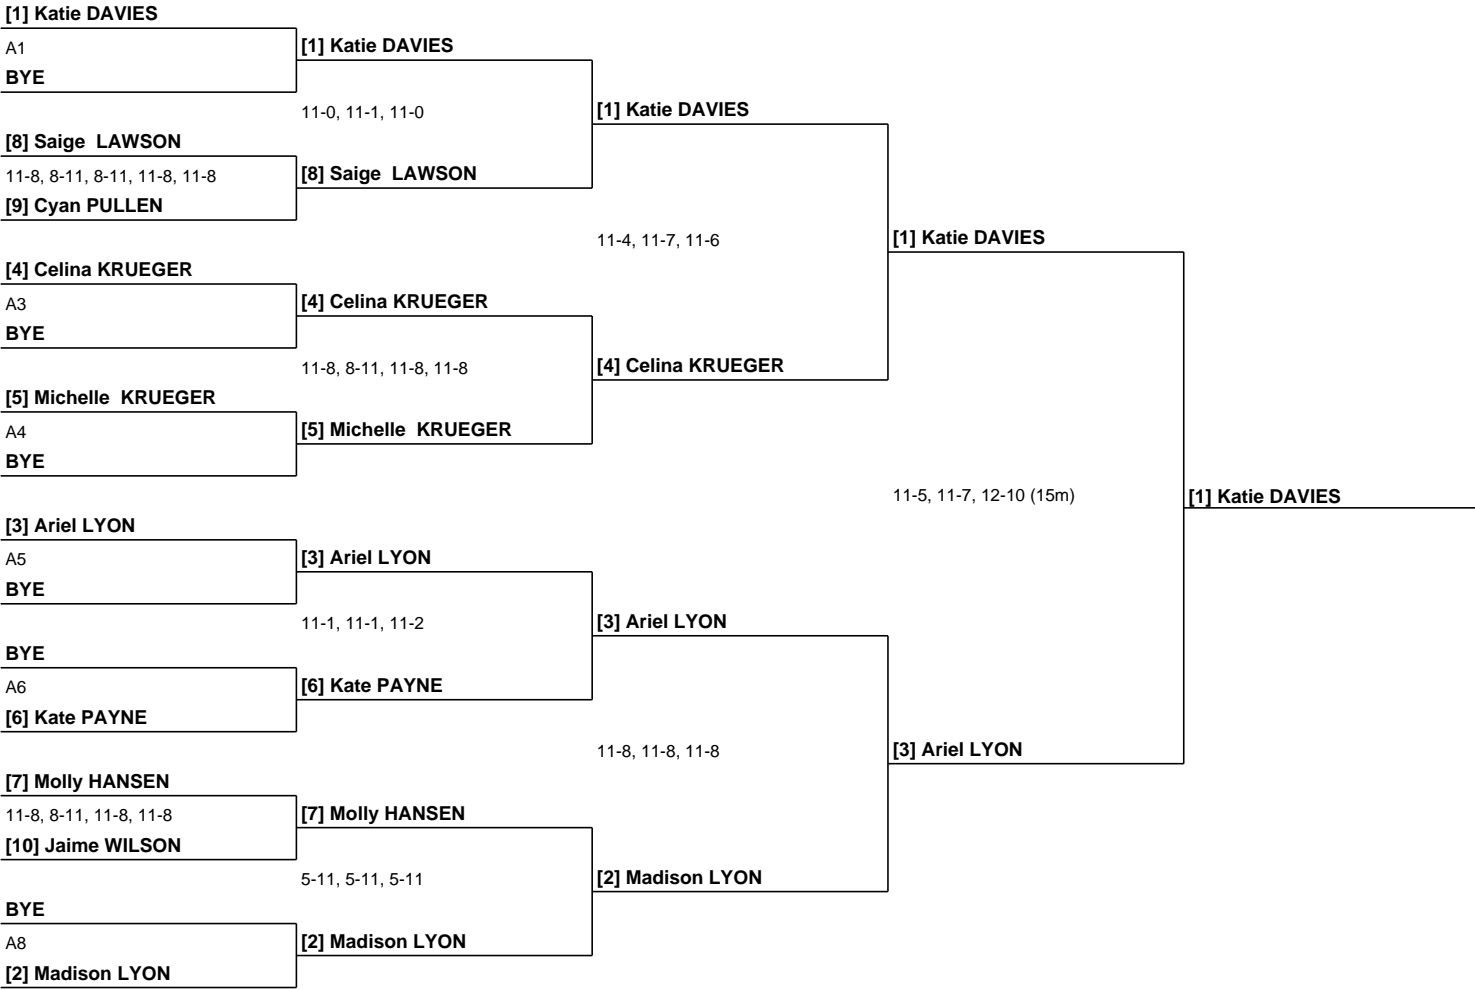 [1] Katie DAVIES
A1
BYE
[8] Saige  LAWSON
11-8, 8-11, 8-11, 11-8, 11-8
[9] Cyan PULLEN
[4] Celina KRUEGER
A3
BYE
[5] Michelle  KRUEGER
A4
BYE
[3] Ariel LYON
A5
BYE
BYE
A6
[6] Kate PAYNE
[7] Molly HANSEN
11-8, 8-11, 11-8, 11-8
[10] Jaime WILSON
BYE
A8
[2] Madison LYON
[1] Katie DAVIES
11-0, 11-1, 11-0
[8] Saige  LAWSON
[4] Celina KRUEGER
11-8, 8-11, 11-8, 11-8
[5] Michelle  KRUEGER
[3] Ariel LYON
11-1, 11-1, 11-2
[6] Kate PAYNE
[7] Molly HANSEN
5-11, 5-11, 5-11
[2] Madison LYON
[1] Katie DAVIES
11-4, 11-7, 11-6
[4] Celina KRUEGER
[3] Ariel LYON
11-8, 11-8, 11-8
[2] Madison LYON
[1] Katie DAVIES
11-5, 11-7, 12-10 (15m)
[3] Ariel LYON
[1] Katie DAVIES